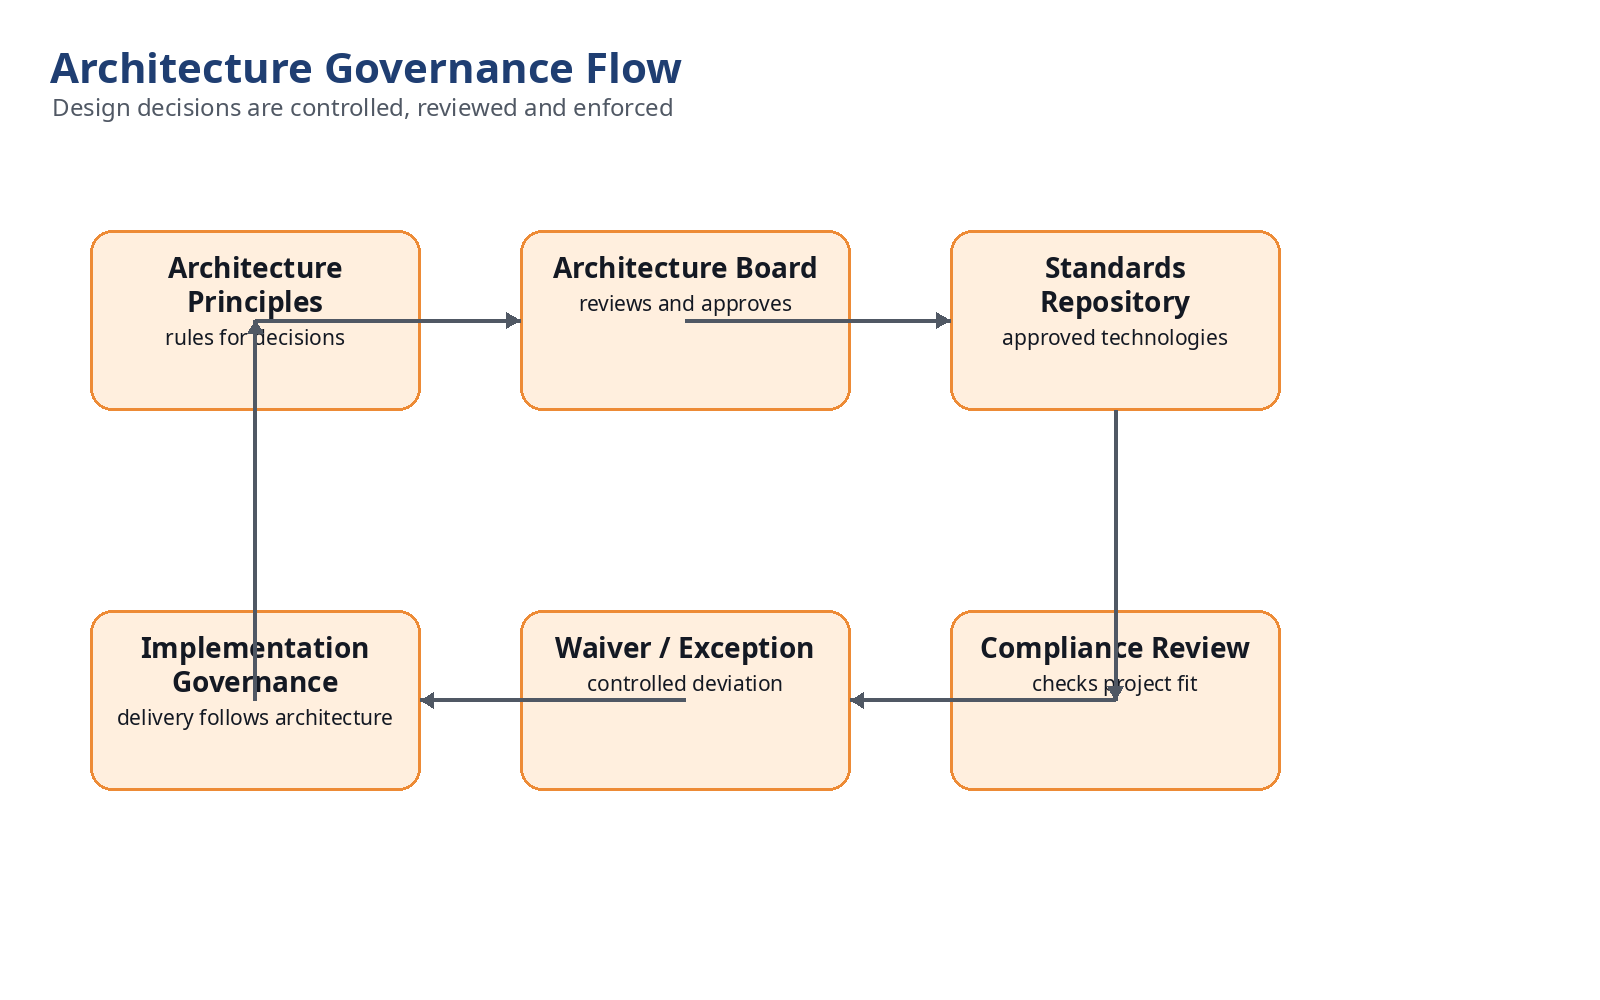 Architecture Governance Flow
Design decisions are controlled, reviewed and enforced
Architecture
Principles
rules for decisions
Architecture Board
reviews and approves
Standards
Repository
approved technologies
Implementation
Governance
delivery follows architecture
Waiver / Exception
controlled deviation
Compliance Review
checks project fit